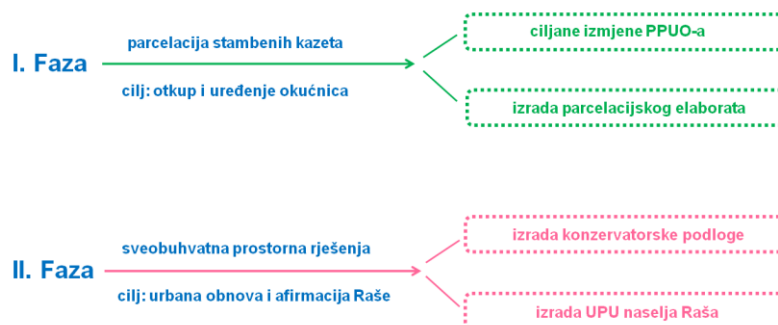 I. Faza
parcelacija stambenih kazeta
cilj: otkup i uređenje okućnica
ciljane izmjene PPUO-a
izrada parcelacijskog elaborata
II. Faza
sveobuhvatna prostorna rješenja
cilj: urbana obnova i afirmacija Raše
izrada konzervatorske podloge
izrada UPU naselja Raša